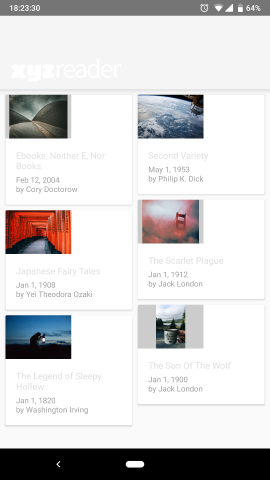 18:23:30
64%
xyzreader
Ebooks, Neither E, Nor
Books
Feb 12, 2004
by Cory Doctorow
Second Variety
May 1, 1953
by Philip K. Dick
Japanese Fairy Tales
Jan 1, 1908
by Yei Theodora Ozaki
The Scarlet Plague
Jan 1, 1912
by Jack London
The Legend of Sleepy
Hollow
Jan 1, 1820
by Washington Irving
The Son Of The Wolf
Jan 1, 1900
by Jack London